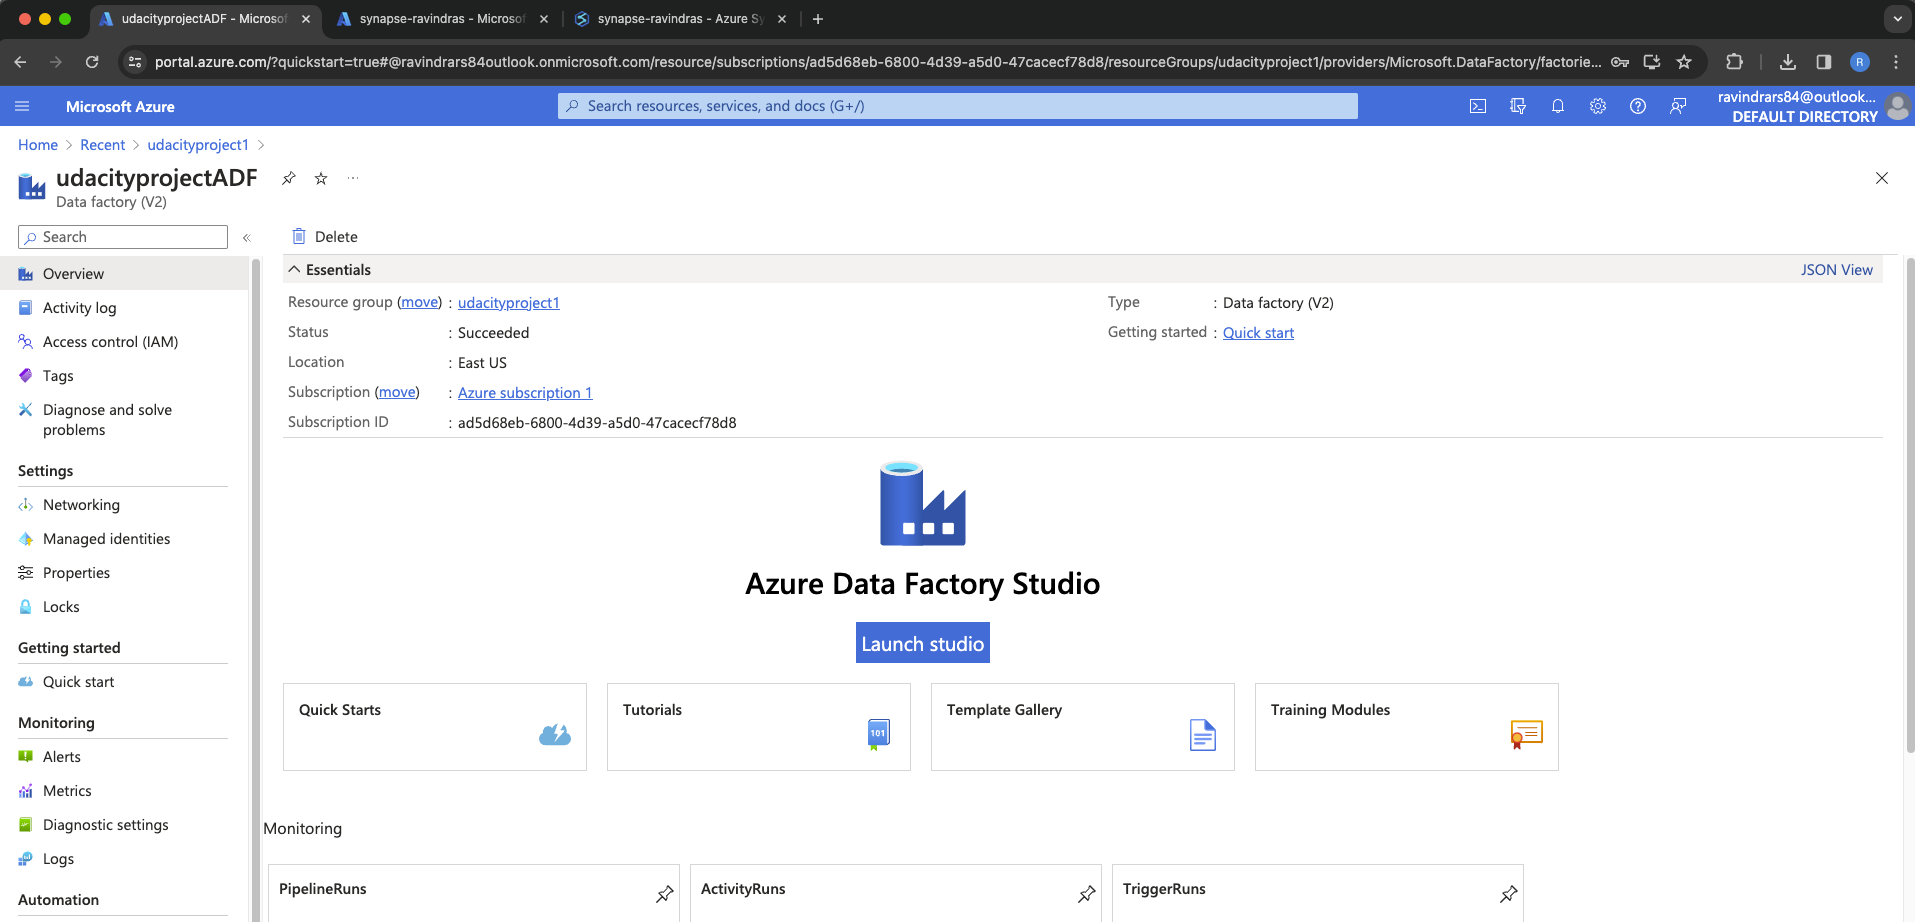 udacityprojectADF - Microsof
synapse-ravindras - Microsof
synapse-ravindras - Azure Sy
portal.azure.com/?quickstart=true#@ravindrars84outlook.onmicrosoft.com/resource/subscriptions/ad5d68eb-6800-4d39-a5d0-47cacecf78d8/resourceGroups/udacityproject1/providers/Microsoft.DataFactory/factorie...
R
Microsoft Azure
Search resources, services, and docs (G+/)
ravindrars84@outlook...
DEFAULT DIRECTORY
Home > Recent > udacityproject1 >
udacityprojectADF
Data factory (V2)
Search
Delete
Overview
Activity log
Access control (IAM)
Tags
Diagnose and solve
problems
Settings
Networking
Managed identities
Properties
Locks
Getting started
Quick start
Monitoring
Alerts
Metrics
Diagnostic settings
Logs
Automation
Essentials
JSON View
Resource group (move) : udacityproject1
Status : Succeeded
Location : East US
Subscription (move) : Azure subscription 1
Subscription ID : ad5d68eb-6800-4d39-a5d0-47cacecf78d8
Type : Data factory (V2)
Getting started : Quick start
Azure Data Factory Studio
Launch studio
Quick Starts
Tutorials
101
Template Gallery
Training Modules
Monitoring
PipelineRuns
ActivityRuns
TriggerRuns